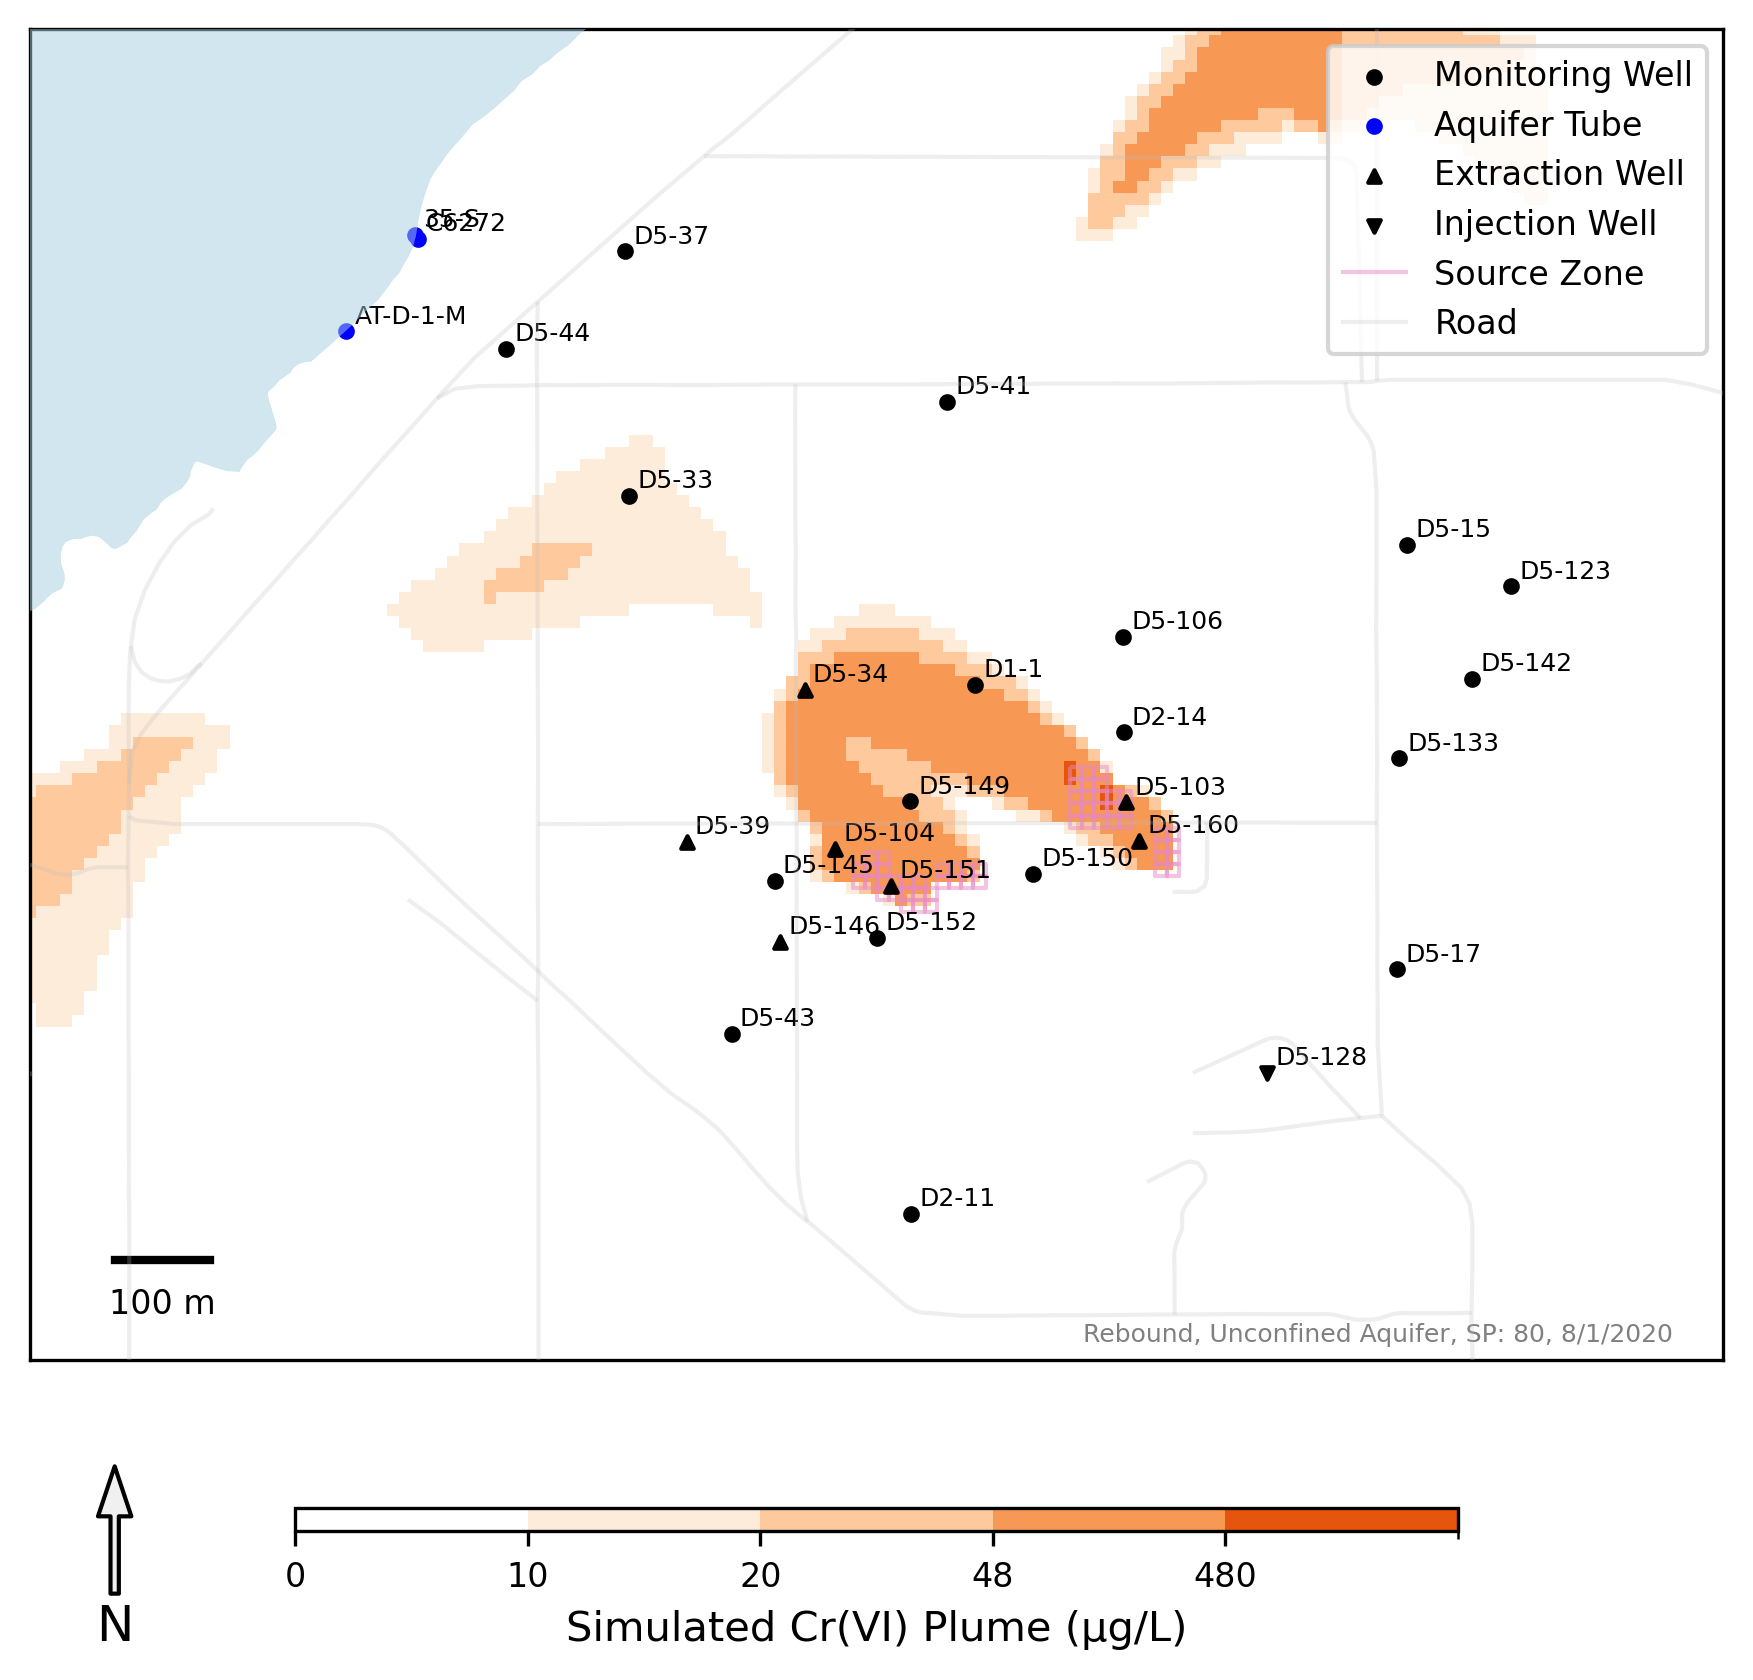 Monitoring Well
Aquifer Tube
Extraction Well
Injection Well
Source Zone
Road
35-S
C6272
D5-37
AT-D-1-M
D5-44
D5-41
D5-33
D5-15
D5-123
D5-106
D5-142
D1-1
D5-34
D2-14
D5-133
D5-149
D5-103
D5-39
D5-104
D5-160
D5-145
D5-151
D5-150
D5-146
D5-152
D5-17
D5-43
D5-128
D2-11
100 m
Rebound, Unconfined Aquifer, SP: 80, 8/1/2020
N
0 10 20 48 480
Simulated Cr(VI) Plume (µg/L)